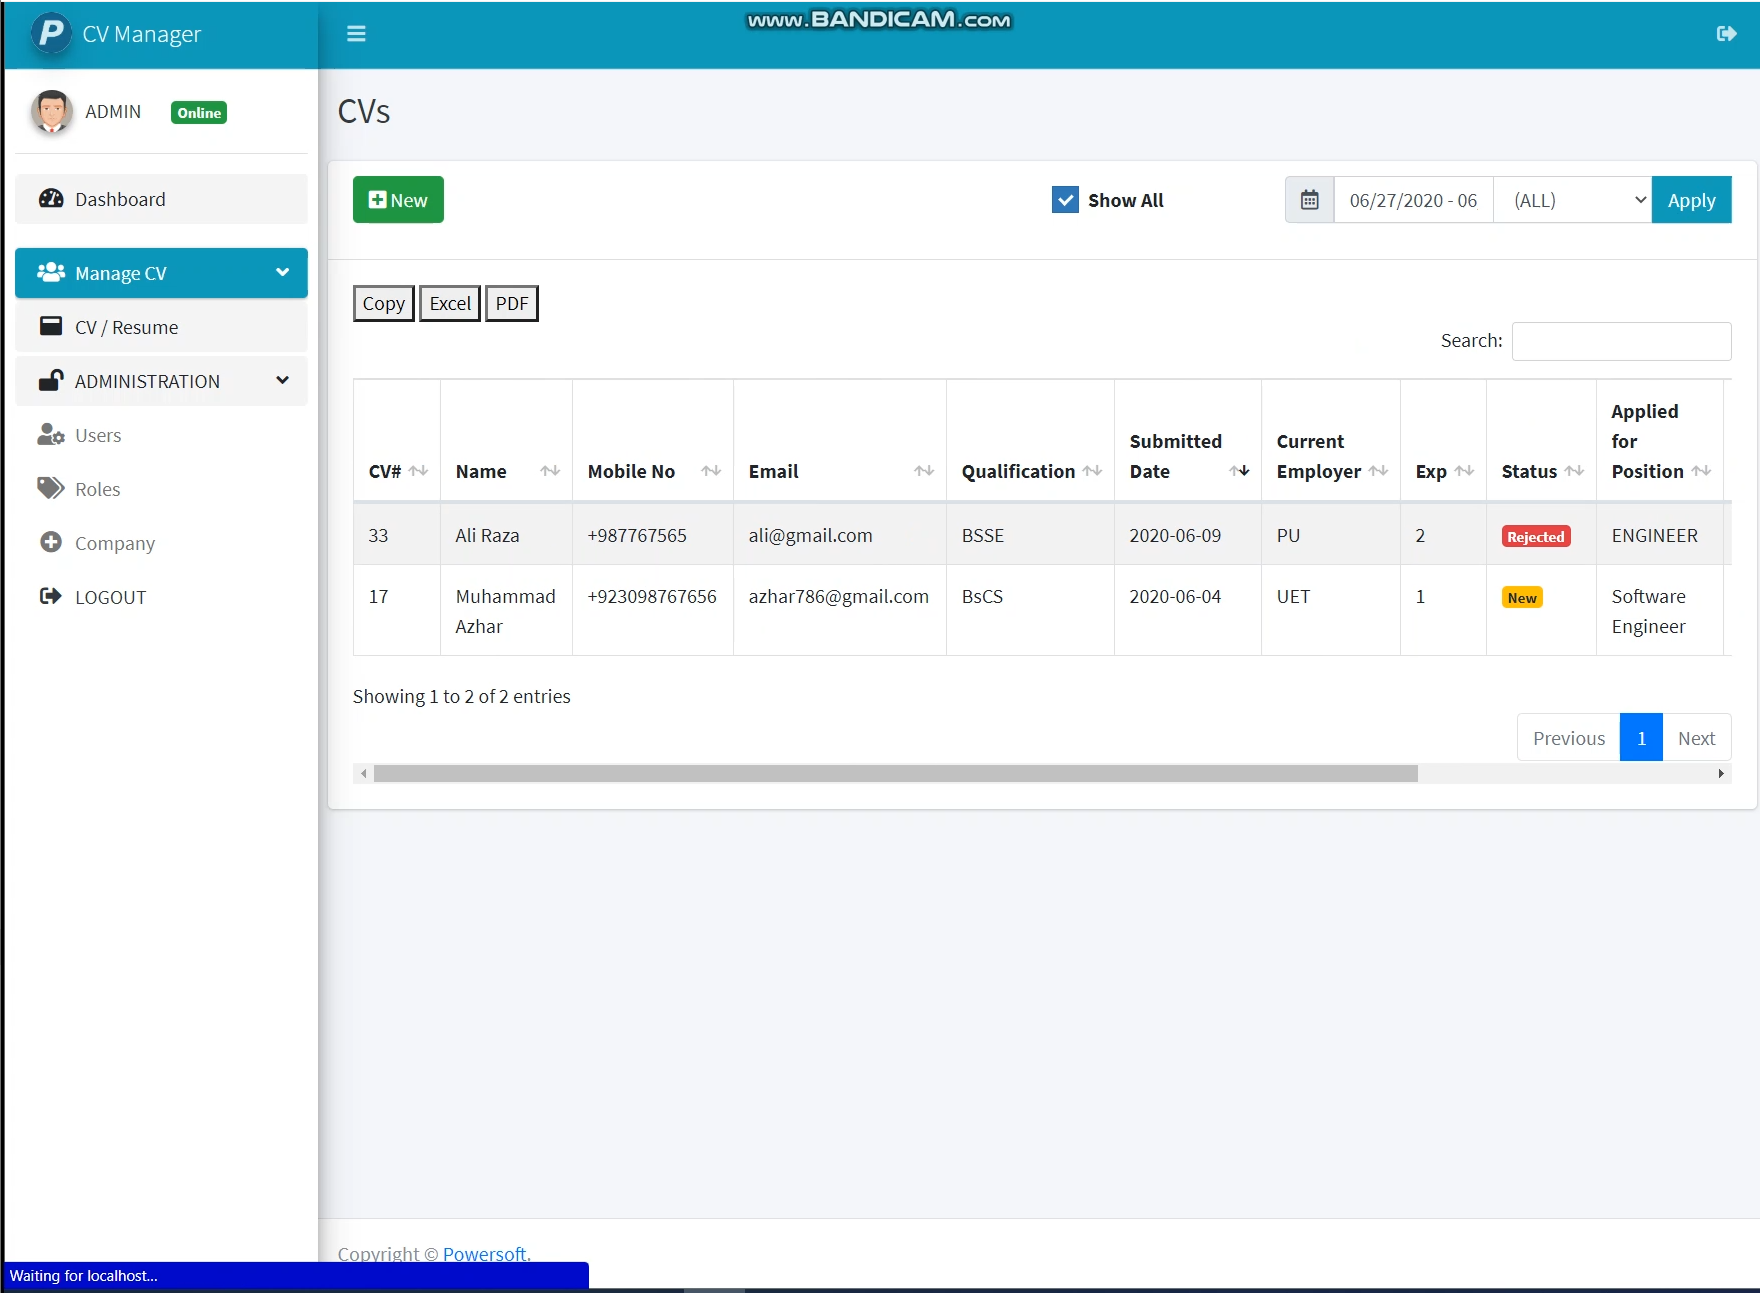 P CV Manager
www.BANDICAM.com
ADMIN Online
Dashboard
Manage CV
CV / Resume
ADMINISTRATION
Users
Roles
Company
LOGOUT
CVs
New
Show All
06/27/2020 - 06
(ALL)
Apply
Copy Excel PDF
Search:
CV# Name Mobile No Email Qualification Submitted Date Current Employer Exp Status Applied for Position
33 Ali Raza +987767565 ali@gmail.com BSSE 2020-06-09 PU 2 Rejected ENGINEER
17 Muhammad Azhar +923098767656 azhar786@gmail.com BsCS 2020-06-04 UET 1 New Software Engineer
Showing 1 to 2 of 2 entries
Previous 1 Next
Copyright © Powersoft.
Waiting for localhost...